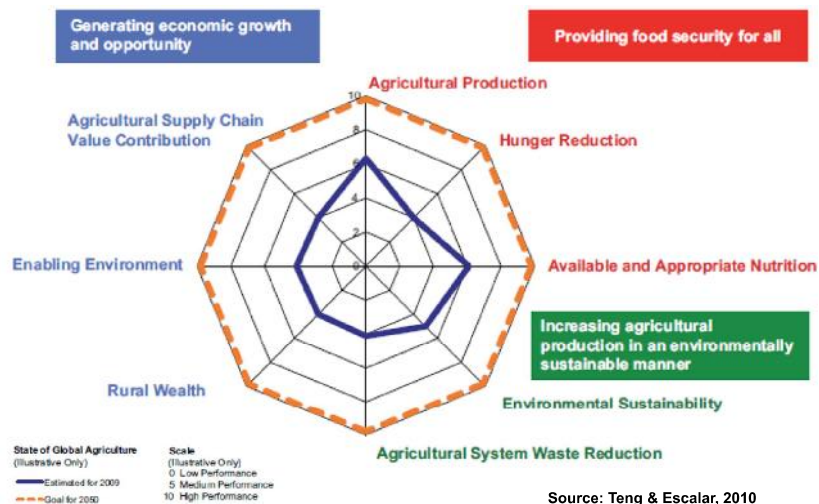 Generating economic growth
and opportunity
Providing food security for all
Agricultural Production
Agricultural Supply Chain
Value Contribution
Hunger Reduction
10
8
6
4
2
0
Enabling Environment
Available and Appropriate Nutrition
Increasing agricultural
production in an environmentally
sustainable manner
Rural Wealth
Environmental Sustainability
Agricultural System Waste Reduction
State of Global Agriculture
(Illustrative Only)
Estimated for 2009
Goal for 2050
Scale
(Illustrative Only)
0 Low Performance
5 Medium Performance
10 High Performance
Source: Teng & Escalar, 2010